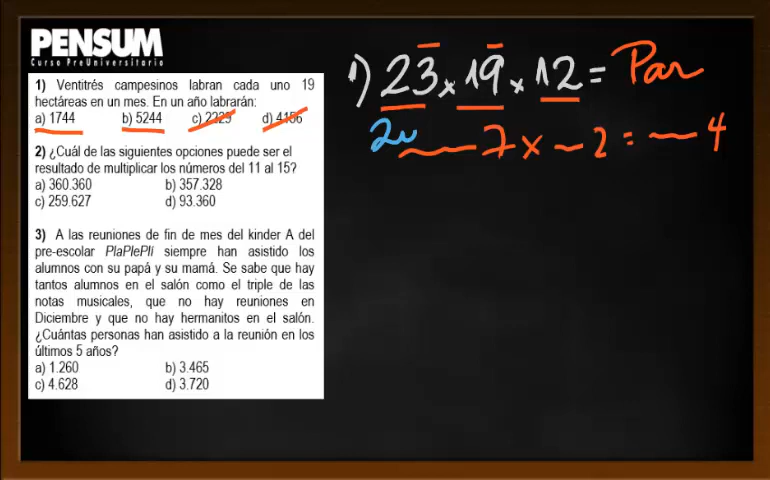 PENSUM
Curso PreUniversitario
1) Ventitrés campesinos labran cada uno 19
hectáreas en un mes. En un año labrarán:
a) 1744 b) 5244 c) 2225 d) 4156
2) ¿Cuál de las siguientes opciones puede ser el
resultado de multiplicar los números del 11 al 15?
a) 360.360 b) 357.328
c) 259.627 d) 93.360
3) A las reuniones de fin de mes del kinder A del
pre-escolar PlaPlePli siempre han asistido los
alumnos con su papá y su mamá. Se sabe que hay
tantos alumnos en el salón como el triple de las
notas musicales, que no hay reuniones en
Diciembre y que no hay hermanitos en el salón.
¿Cuántas personas han asistido a la reunión en los
últimos 5 años?
a) 1.260 b) 3.465
c) 4.628 d) 3.720
1) 23 x 19 x 12 = Par
7 x _ 2 = _ 4